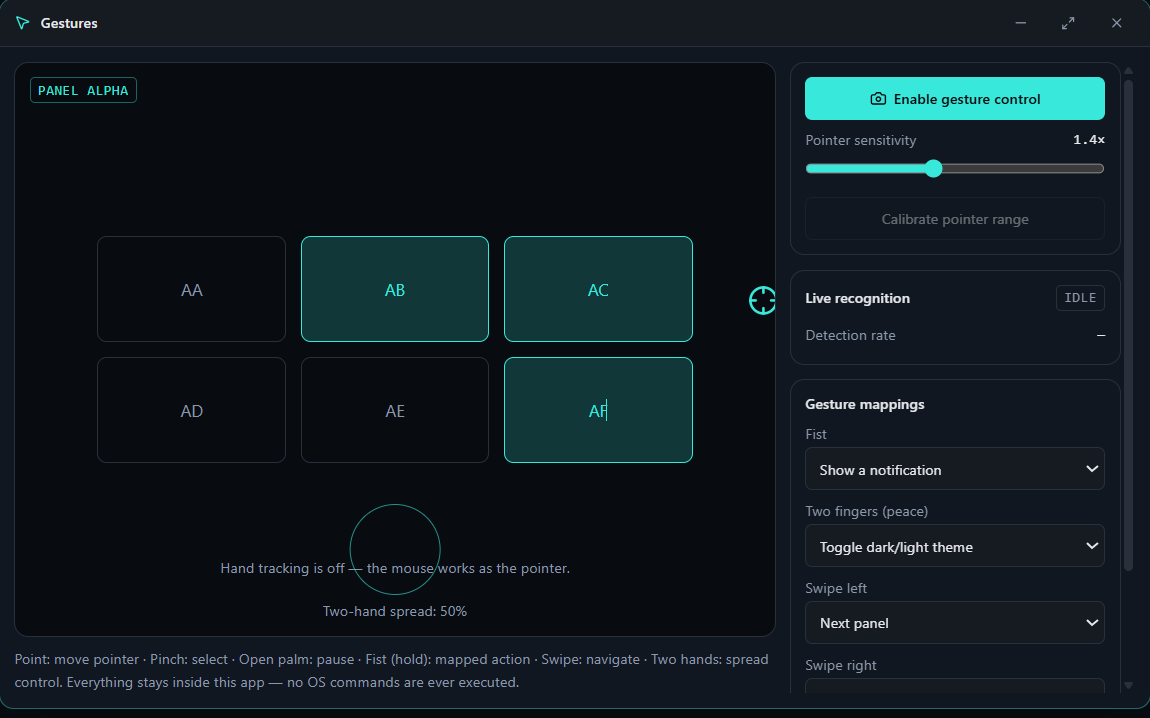 Gestures
PANEL ALPHA
AA
AB
AC
AD
AE
AF
Hand tracking is off — the mouse works as the pointer.
Two-hand spread: 50%
Point: move pointer · Pinch: select · Open palm: pause · Fist (hold): mapped action · Swipe: navigate · Two hands: spread
control. Everything stays inside this app — no OS commands are ever executed.
Enable gesture control
Pointer sensitivity 1.4×
Calibrate pointer range
Live recognition IDLE
Detection rate –
Gesture mappings
Fist
Show a notification
Two fingers (peace)
Toggle dark/light theme
Swipe left
Next panel
Swipe right